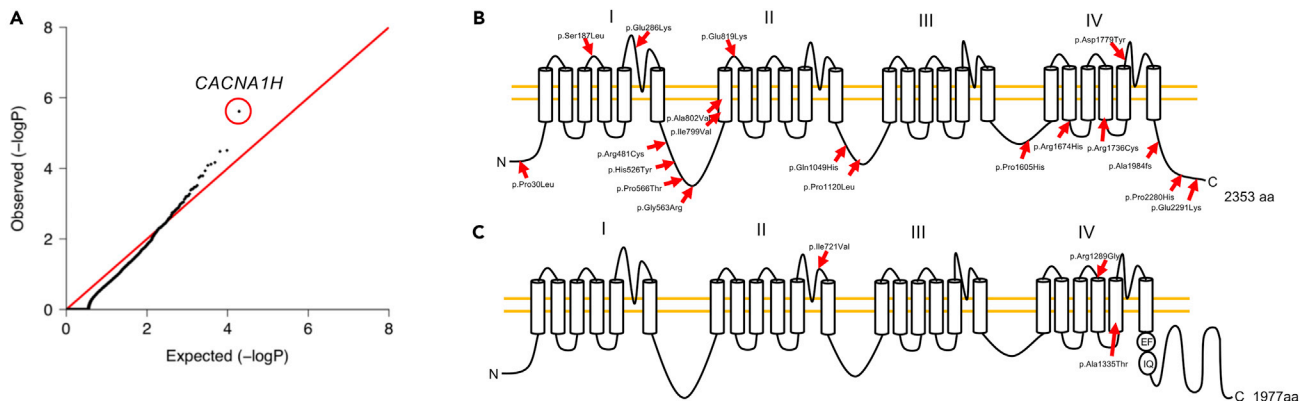 A
CACNA1H
Observed (−logP)
8
6
4
2
0
0
2
4
6
8
Expected (−logP)
B
I
II
III
IV
p.Ser187Leu
p.Glu286Lys
p.Glu819Lys
p.Asp1779Tyr
p.Ala802Val
p.Ile799Val
p.Arg481Cys
p.His526Tyr
p.Pro566Thr
p.Gly563Arg
p.Gln1049His
p.Pro1120Leu
p.Pro1605His
p.Arg1674His
p.Arg1736Cys
p.Ala1984fs
p.Pro2280His
p.Glu2291Lys
N
p.Pro30Leu
C
2353 aa
C
I
II
III
IV
p.Ile721Val
p.Arg1289Gly
p.Ala1335Thr
EF
IQ
N
C 1977aa